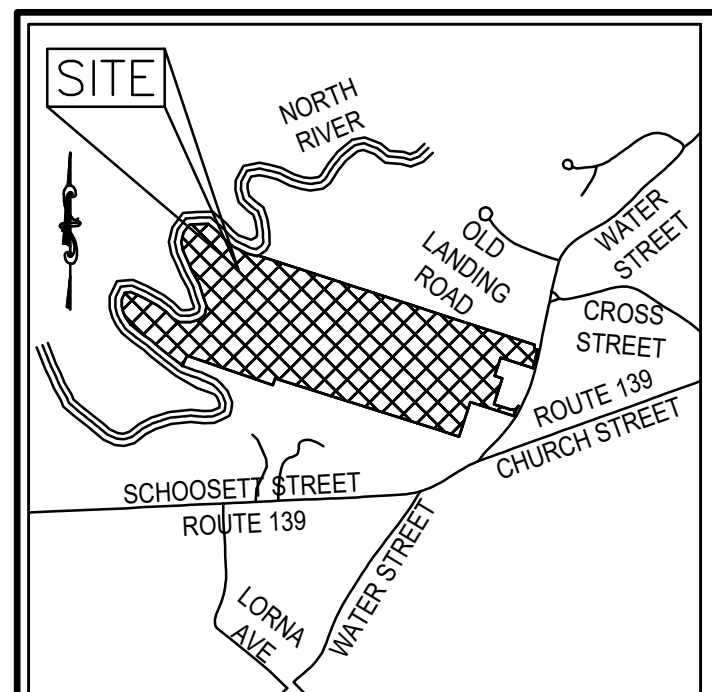 SITE
NORTH
RIVER
OLD
LANDING
ROAD
WATER
STREET
CROSS
STREET
ROUTE 139
CHURCH STREET
SCHOOSETT STREET
ROUTE 139
WATER STREET
LORNA
AVE